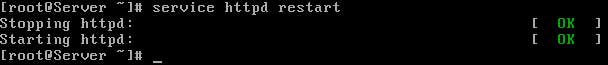 [root@Server ~]# service httpd restart
Stopping httpd:                                            [  OK  ]
Starting httpd:                                            [  OK  ]
[root@Server ~]# _